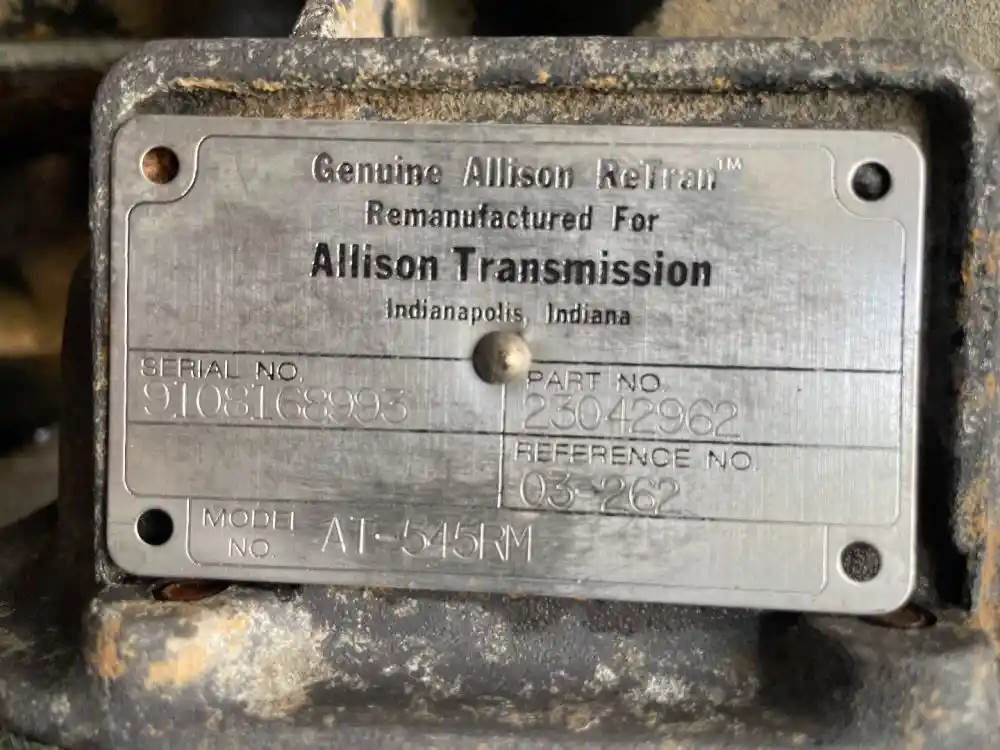 Genuine Allison ReTran™
Remanufactured For
Allison Transmission
Indianapolis, Indiana
SERIAL NO.
9108168993
PART NO.
23042962
REFERENCE NO.
03-262
MODEL NO.
AT-545RM